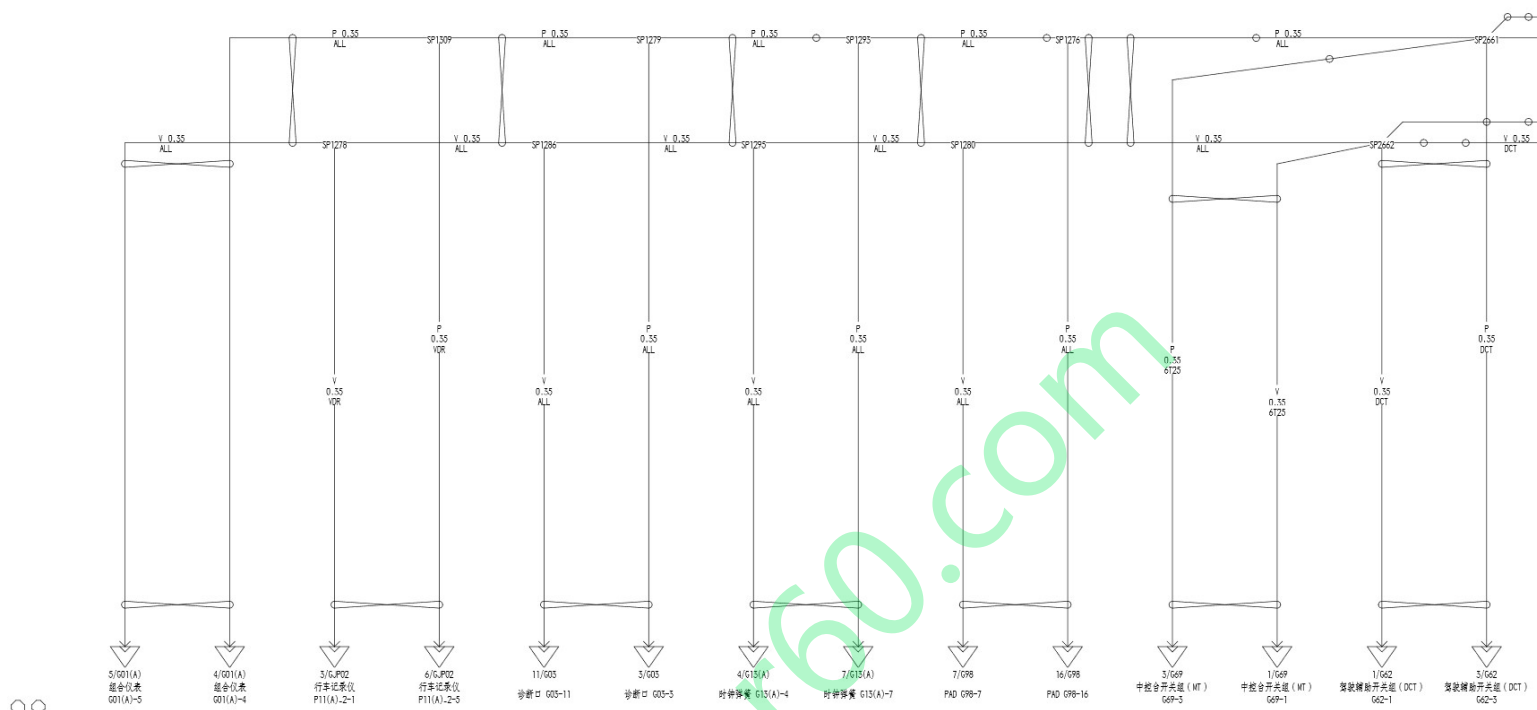 P 0.35
ALL
SP1309
P 0.35
ALL
SP1279
P 0.35
ALL
SP1293
P 0.35
ALL
SP1276
P 0.35
ALL
SP2661
V 0.35
ALL
SP1278
V 0.35
ALL
SP1286
V 0.35
ALL
SP1295
V 0.35
ALL
SP1280
V 0.35
ALL
SP2662
V 0.35
DCT
P
0.35
VDR
P
0.35
ALL
P
0.35
ALL
P
0.35
ALL
P
0.35
6T25
P
0.35
DCT
V
0.35
VDR
V
0.35
ALL
V
0.35
ALL
V
0.35
ALL
V
0.35
6T25
V
0.35
DCT
5/G01(A)
组合仪表
G01(A)-5
4/G01(A)
组合仪表
G01(A)-4
3/GJP02
行车记录仪
P11(A)_2-1
6/GJP02
行车记录仪
P11(A)_2-5
11/G03
诊断口 G03-11
3/G03
诊断口 G03-3
4/G13(A)
时钟弹簧 G13(A)-4
7/G13(A)
时钟弹簧 G13(A)-7
7/G98
PAD G98-7
16/G98
PAD G98-16
3/G69
中控台开关组(MT)
G69-3
1/G69
中控台开关组(MT)
G69-1
1/G62
驾驶辅助开关组(DCT)
G62-1
3/G62
驾驶辅助开关组(DCT)
G62-3
r60.com